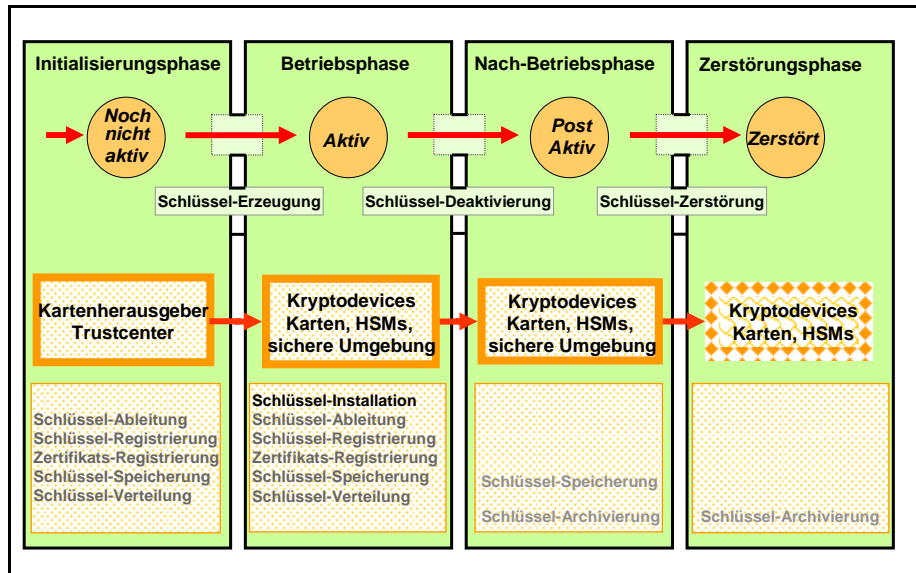 Initialisierungsphase
Betriebsphase
Nach-Betriebsphase
Zerstörungsphase
Noch
nicht
aktiv
Aktiv
Post
Aktiv
Zerstört
Schlüssel-Erzeugung
Schlüssel-Deaktivierung
Schlüssel-Zerstörung
Kartenherausgeber
Trustcenter
Kryptodevices
Karten, HSMs,
sichere Umgebung
Kryptodevices
Karten, HSMs,
sichere Umgebung
Kryptodevices
Karten, HSMs
Schlüssel-Ableitung
Schlüssel-Registrierung
Zertifikats-Registrierung
Schlüssel-Speicherung
Schlüssel-Verteilung
Schlüssel-Installation
Schlüssel-Ableitung
Schlüssel-Registrierung
Zertifikats-Registrierung
Schlüssel-Speicherung
Schlüssel-Verteilung
Schlüssel-Speicherung
Schlüssel-Archivierung
Schlüssel-Archivierung